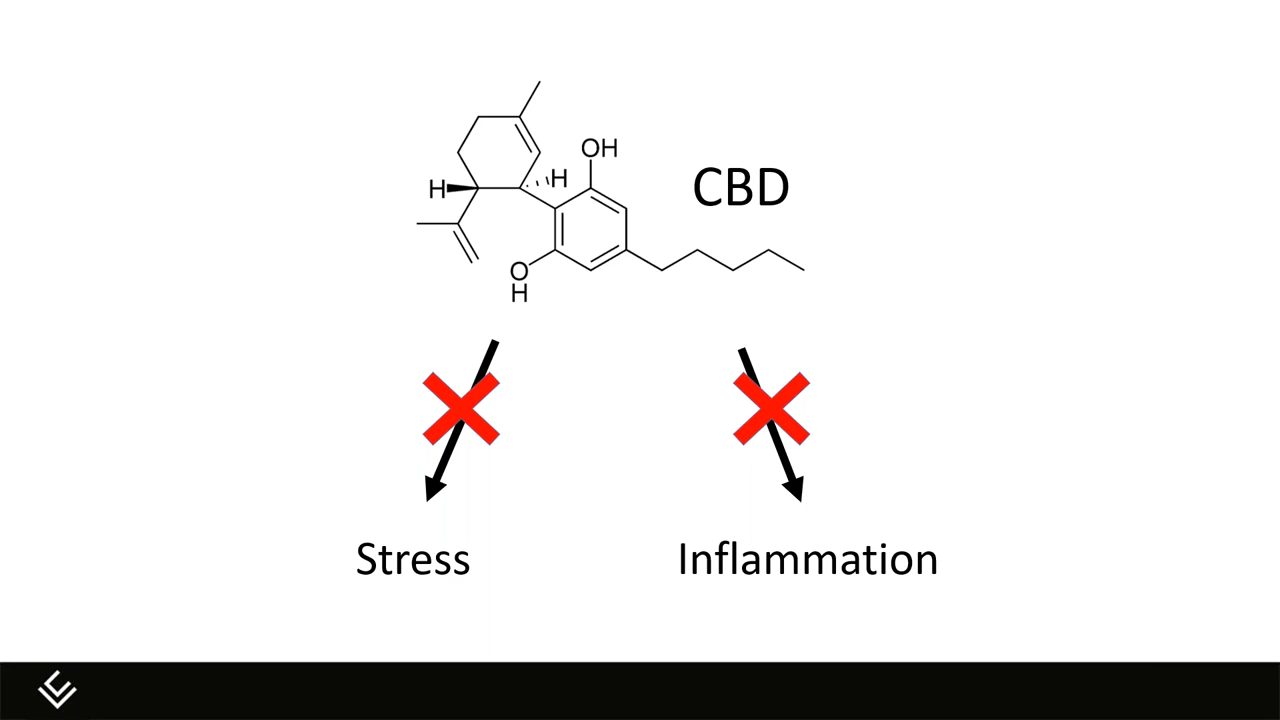 OH
H
H
CBD
O
H
Stress
Inflammation